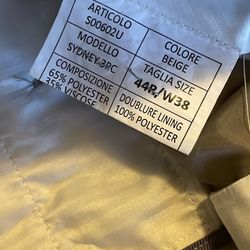 ARTICOLO
S00602U
COLORE
BEIGE
MODELLO
SYDNEY.3PC
TAGLIA SIZE
44R/W38
COMPOSIZIONE
65% POLYESTER
35% VISCOSE
DOUBLURE LINING
100% POLYESTER